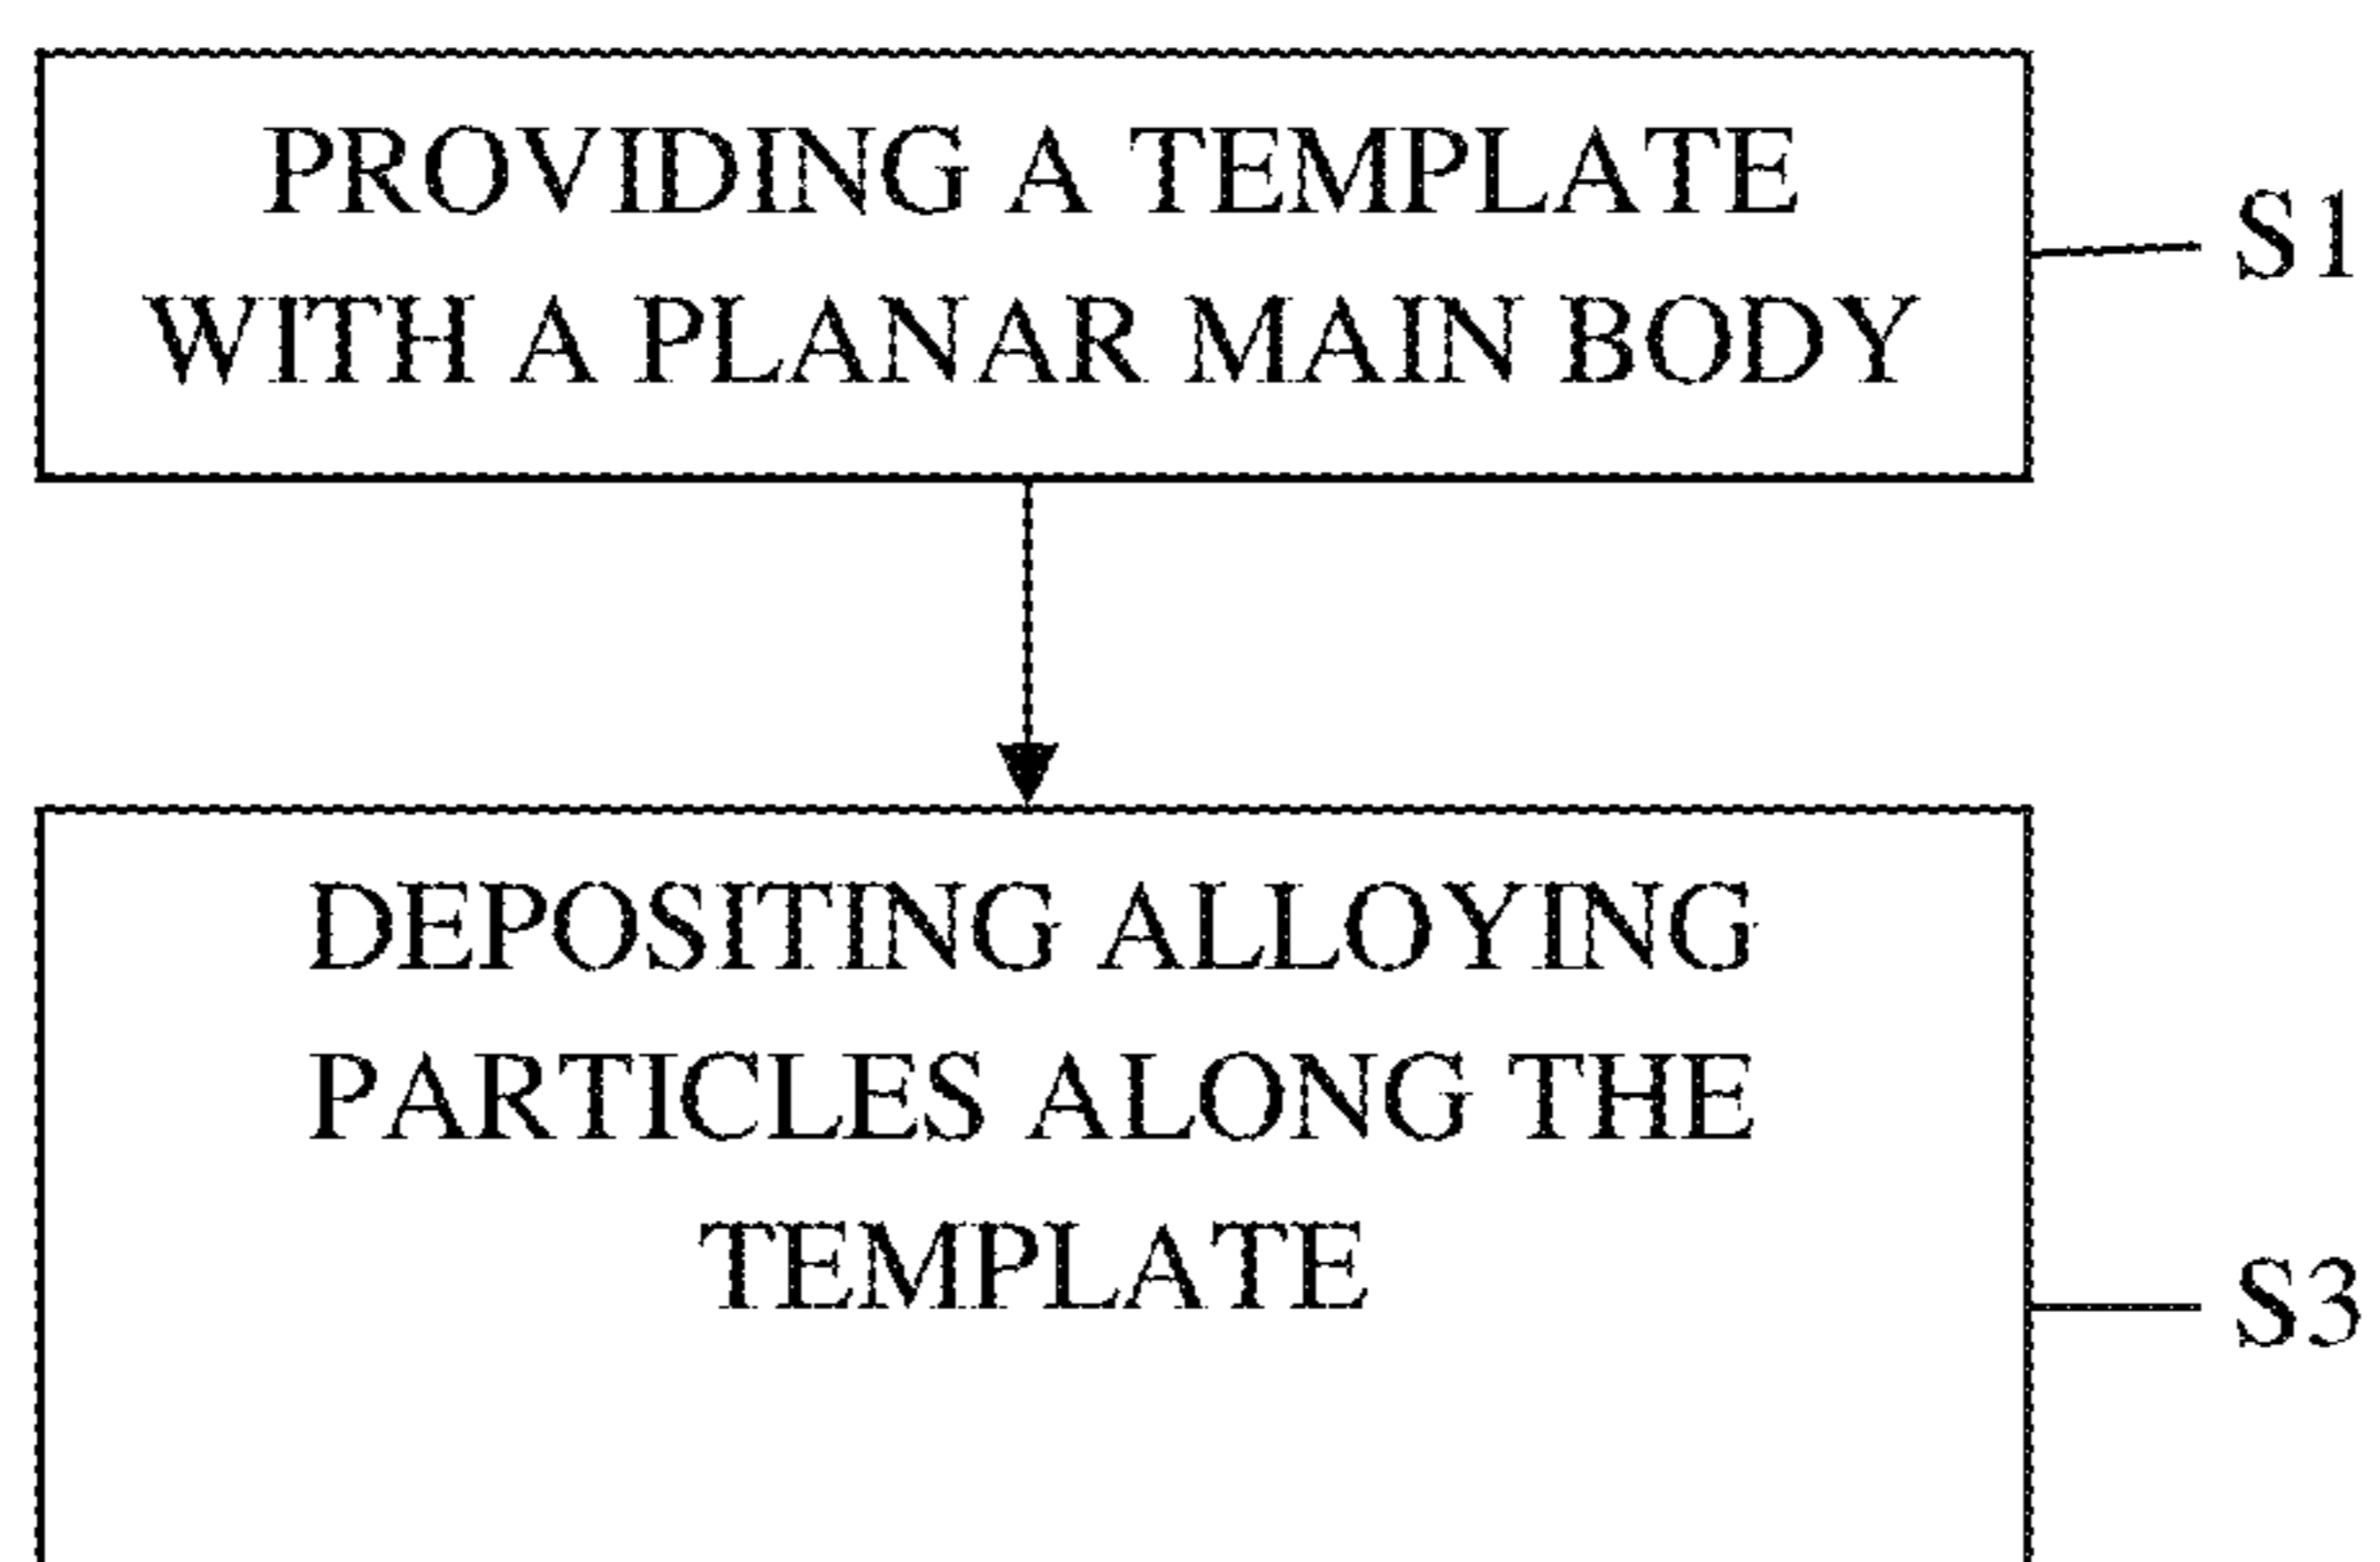 PROVIDING A TEMPLATE
WITH A PLANAR MAIN BODY
S1
DEPOSITING ALLOYING
PARTICLES ALONG THE
TEMPLATE
S3